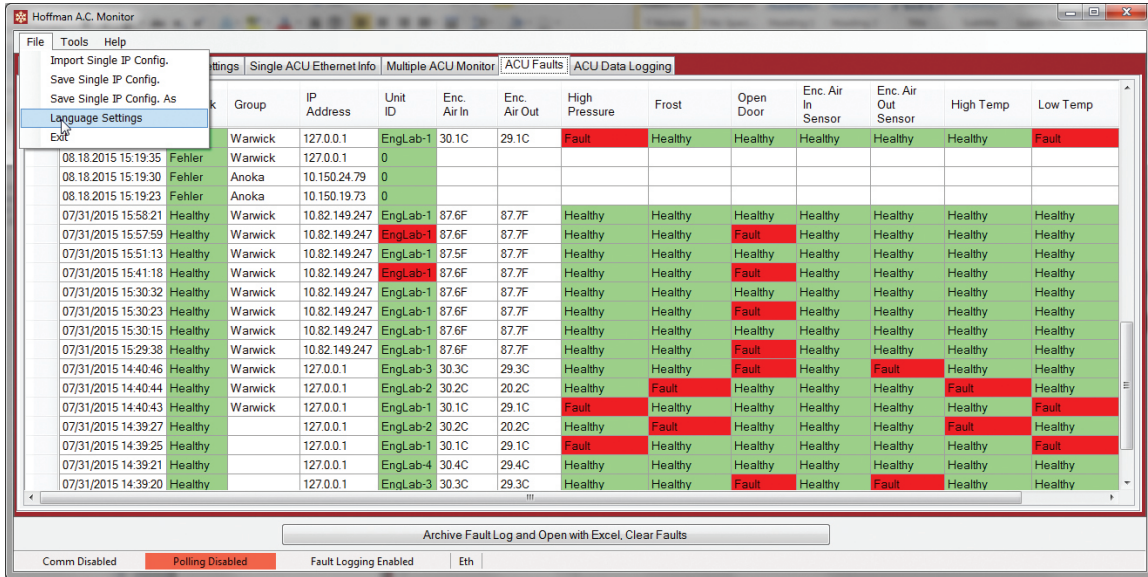 Hoffman A.C. Monitor
File Tools Help
Import Single IP Config.
Save Single IP Config.
Save Single IP Config. As
Language Settings
Exit
ttings Single ACU Ethernet Info Multiple ACU Monitor ACU Faults ACU Data Logging
k Group IP Address Unit ID Enc. Air In Enc. Air Out High Pressure Frost Open Door Enc. Air In Sensor Enc. Air Out Sensor High Temp Low Temp
Warwick 127.0.0.1 EngLab-1 30.1C 29.1C Fault Healthy Healthy Healthy Healthy Healthy Fault
08.18.2015 15:19:35 Fehler Warwick 127.0.0.1 0
08.18.2015 15:19:30 Fehler Anoka 10.150.24.79 0
08.18.2015 15:19:23 Fehler Anoka 10.150.19.73 0
07/31/2015 15:58:21 Healthy Warwick 10.82.149.247 EngLab-1 87.6F 87.7F Healthy Healthy Healthy Healthy Healthy Healthy Healthy
07/31/2015 15:57:59 Healthy Warwick 10.82.149.247 EngLab-1 87.6F 87.7F Healthy Healthy Fault Healthy Healthy Healthy Healthy
07/31/2015 15:51:13 Healthy Warwick 10.82.149.247 EngLab-1 87.5F 87.7F Healthy Healthy Healthy Healthy Healthy Healthy Healthy
07/31/2015 15:41:18 Healthy Warwick 10.82.149.247 EngLab-1 87.6F 87.7F Healthy Healthy Fault Healthy Healthy Healthy Healthy
07/31/2015 15:30:32 Healthy Warwick 10.82.149.247 EngLab-1 87.6F 87.7F Healthy Healthy Healthy Healthy Healthy Healthy Healthy
07/31/2015 15:30:23 Healthy Warwick 10.82.149.247 EngLab-1 87.6F 87.7F Healthy Healthy Fault Healthy Healthy Healthy Healthy
07/31/2015 15:30:15 Healthy Warwick 10.82.149.247 EngLab-1 87.6F 87.7F Healthy Healthy Healthy Healthy Healthy Healthy Healthy
07/31/2015 15:29:38 Healthy Warwick 10.82.149.247 EngLab-1 87.6F 87.7F Healthy Healthy Fault Healthy Healthy Healthy Healthy
07/31/2015 14:40:46 Healthy Warwick 127.0.0.1 EngLab-3 30.3C 29.3C Healthy Healthy Fault Healthy Fault Healthy Healthy
07/31/2015 14:40:44 Healthy Warwick 127.0.0.1 EngLab-2 30.2C 20.2C Healthy Fault Healthy Healthy Healthy Fault Healthy
07/31/2015 14:40:43 Healthy Warwick 127.0.0.1 EngLab-1 30.1C 29.1C Fault Healthy Healthy Healthy Healthy Healthy Fault
07/31/2015 14:39:27 Healthy 127.0.0.1 EngLab-2 30.2C 20.2C Healthy Fault Healthy Healthy Healthy Fault Healthy
07/31/2015 14:39:25 Healthy 127.0.0.1 EngLab-1 30.1C 29.1C Fault Healthy Healthy Healthy Healthy Healthy Fault
07/31/2015 14:39:21 Healthy 127.0.0.1 EngLab-4 30.4C 29.4C Healthy Healthy Healthy Healthy Healthy Healthy Healthy
07/31/2015 14:39:20 Healthy 127.0.0.1 EngLab-3 30.3C 29.3C Healthy Healthy Fault Healthy Fault Healthy Healthy
Archive Fault Log and Open with Excel, Clear Faults
Comm Disabled Polling Disabled Fault Logging Enabled Eth